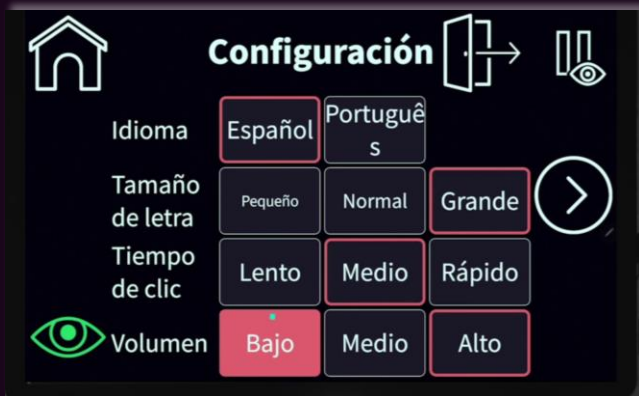 Configuración
Idioma Español Portuguê
s
Tamaño
de letra Pequeño Normal Grande
Tiempo
de clic Lento Medio Rápido
Volumen Bajo Medio Alto